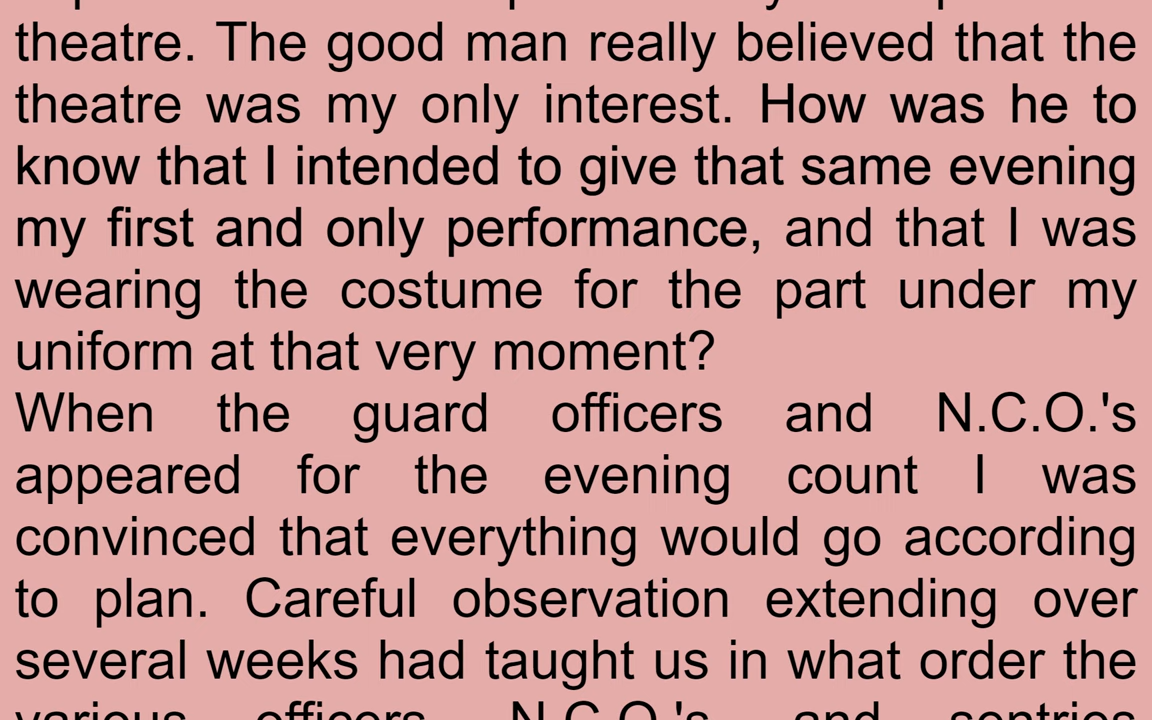 theatre. The good man really believed that the
theatre was my only interest. How was he to
know that I intended to give that same evening
my first and only performance, and that I was
wearing the costume for the part under my
uniform at that very moment?
When the guard officers and N.C.O.'s
appeared for the evening count I was
convinced that everything would go according
to plan. Careful observation extending over
several weeks had taught us in what order the
various officers, N.C.O.'s and sentries